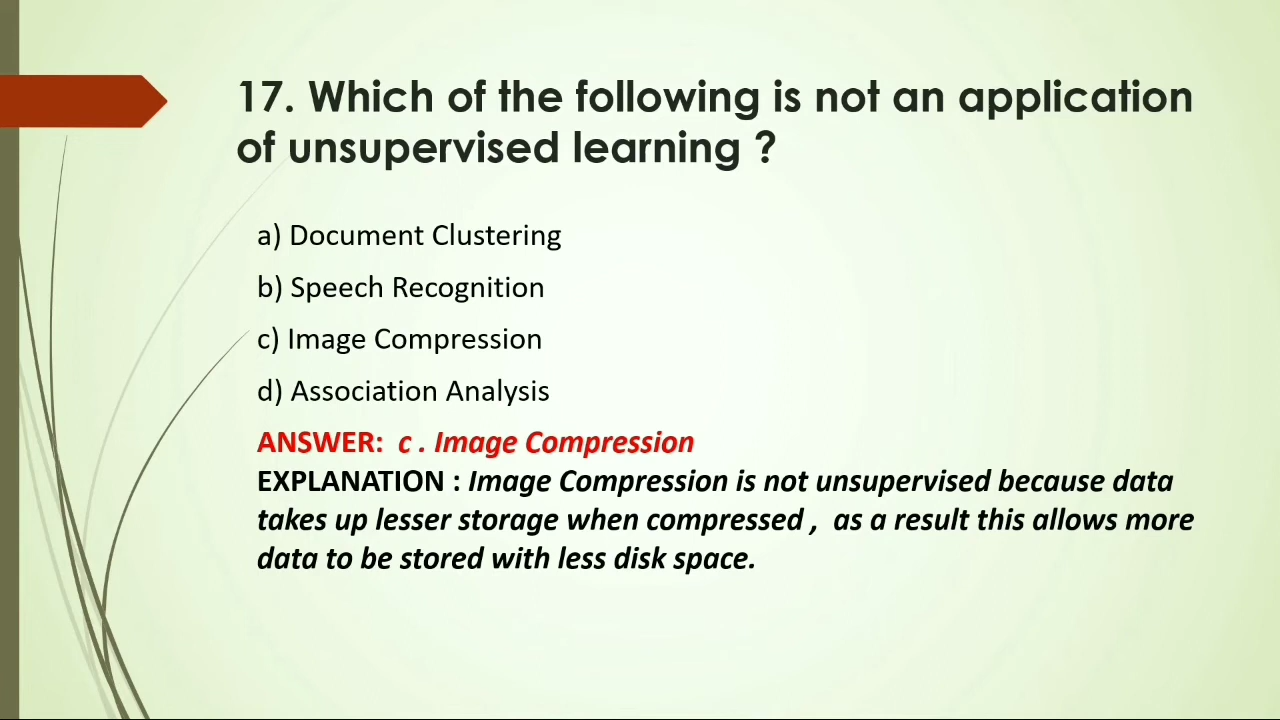 17. Which of the following is not an application
of unsupervised learning ?
a) Document Clustering
b) Speech Recognition
c) Image Compression
d) Association Analysis
ANSWER: c . Image Compression
EXPLANATION : Image Compression is not unsupervised because data
takes up lesser storage when compressed , as a result this allows more
data to be stored with less disk space.